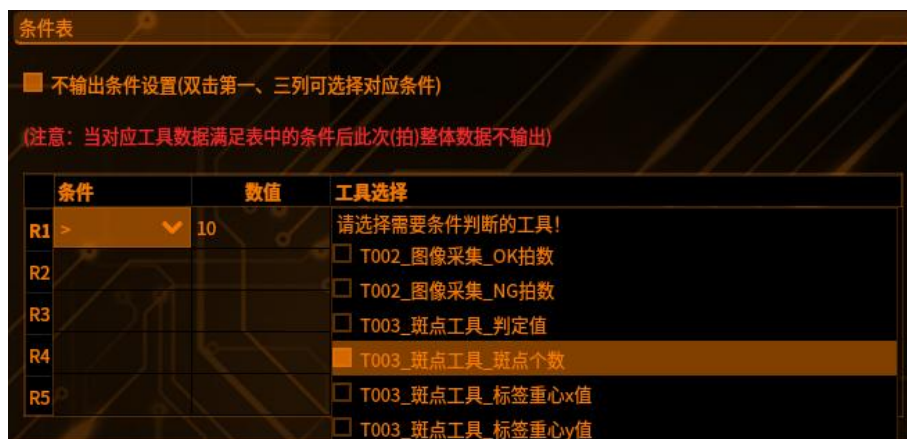 条件表
不输出条件设置(双击第一、三列可选择对应条件)
(注意：当对应工具数据满足表中的条件后此次(拍)整体数据不输出)
条件 数值 工具选择
R1 > 10 请选择需要条件判断的工具!
T002_图像采集_OK拍数
R2
T002_图像采集_NG拍数
R3
T003_斑点工具_判定值
R4 T003_斑点工具_斑点个数
R5 T003_斑点工具_标签重心x值
T003_斑点工具_标签重心y值